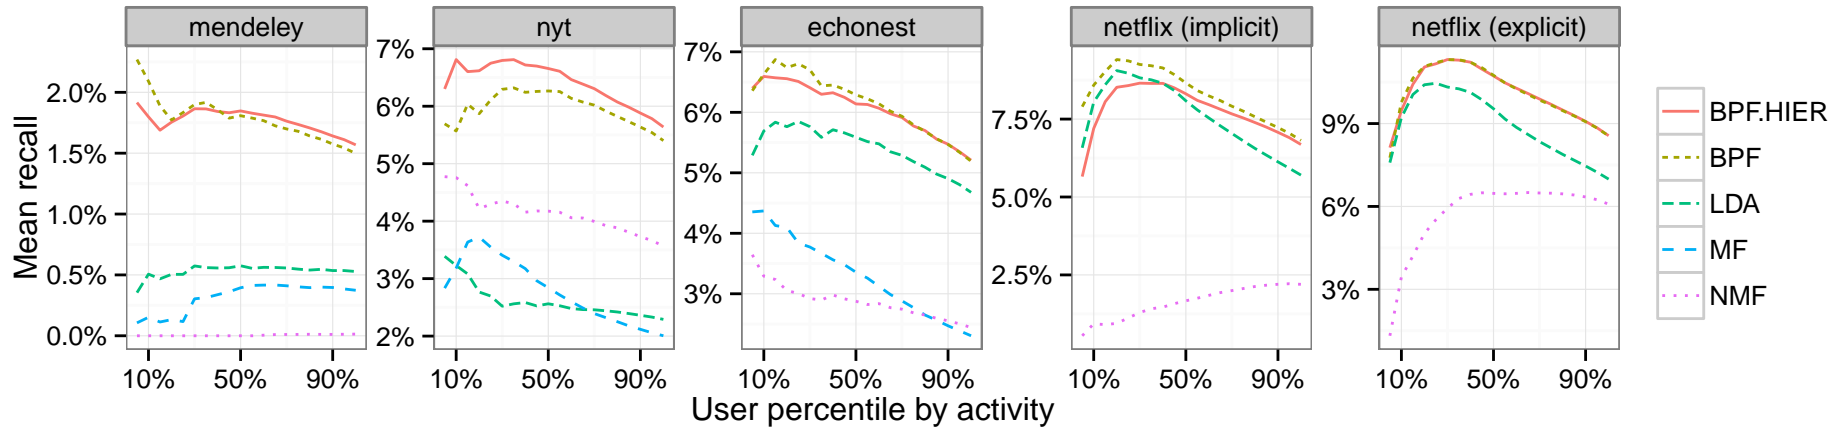 mendeley nyt echonest netflix (implicit) netflix (explicit)
Mean recall
2.0%
1.5%
1.0%
0.5%
0.0%
10% 50% 90%
7%
6%
5%
4%
3%
2%
10% 50% 90%
7%
6%
5%
4%
3%
10% 50% 90%
7.5%
5.0%
2.5%
10% 50% 90%
9%
6%
3%
10% 50% 90%
User percentile by activity
BPF.HIER
BPF
LDA
MF
NMF